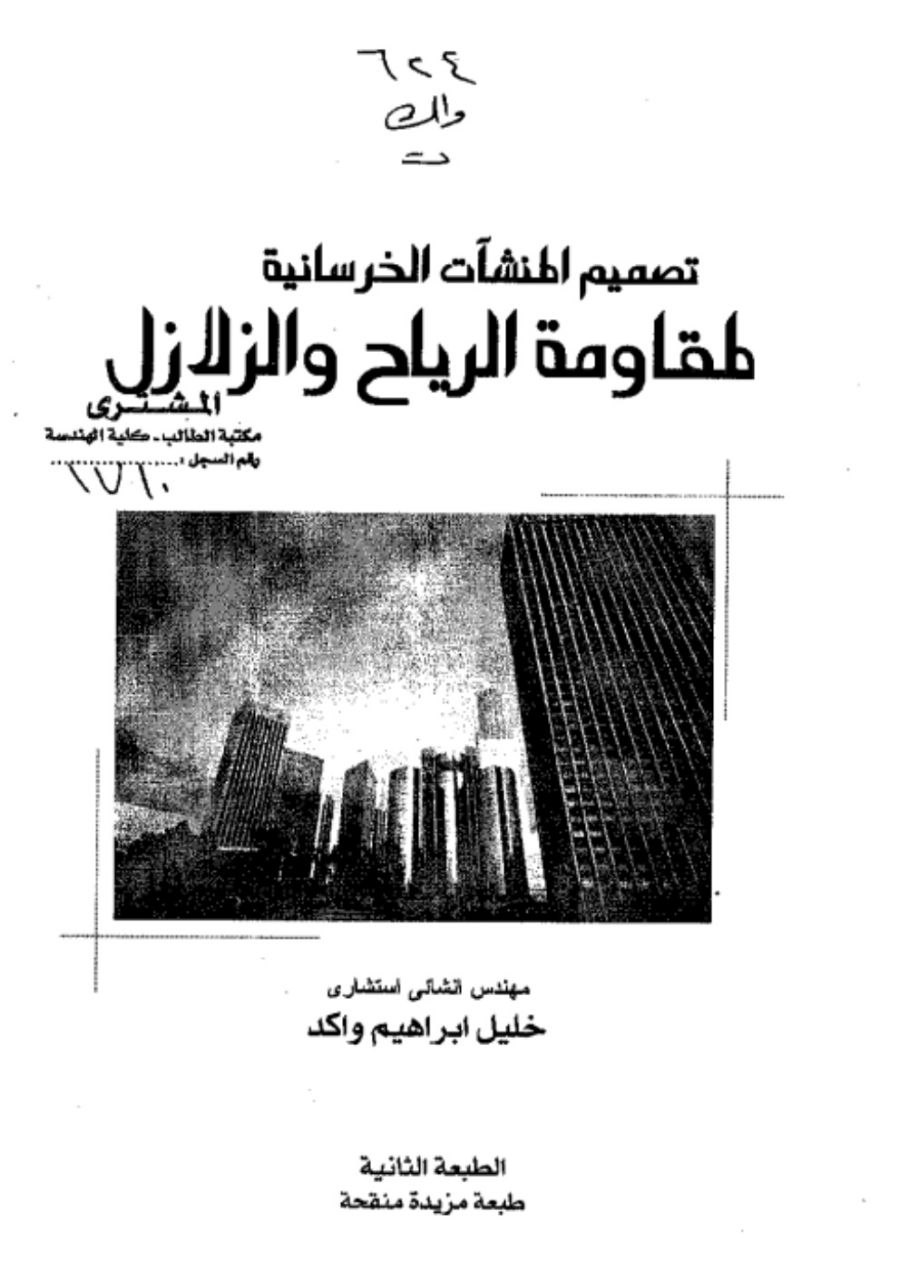 ٦٢٤
واك
ت
تصميم المنشآت الخرسانية
لمقاومة الرياح والزلازل
المشترى
مكتبة الطالب - كلية الهندسة
رقم السجل : ..................
١٧١٠
مهندس انشائى استشارى
خليل ابراهيم واكد
الطبعة الثانية
طبعة مزيدة منقحة